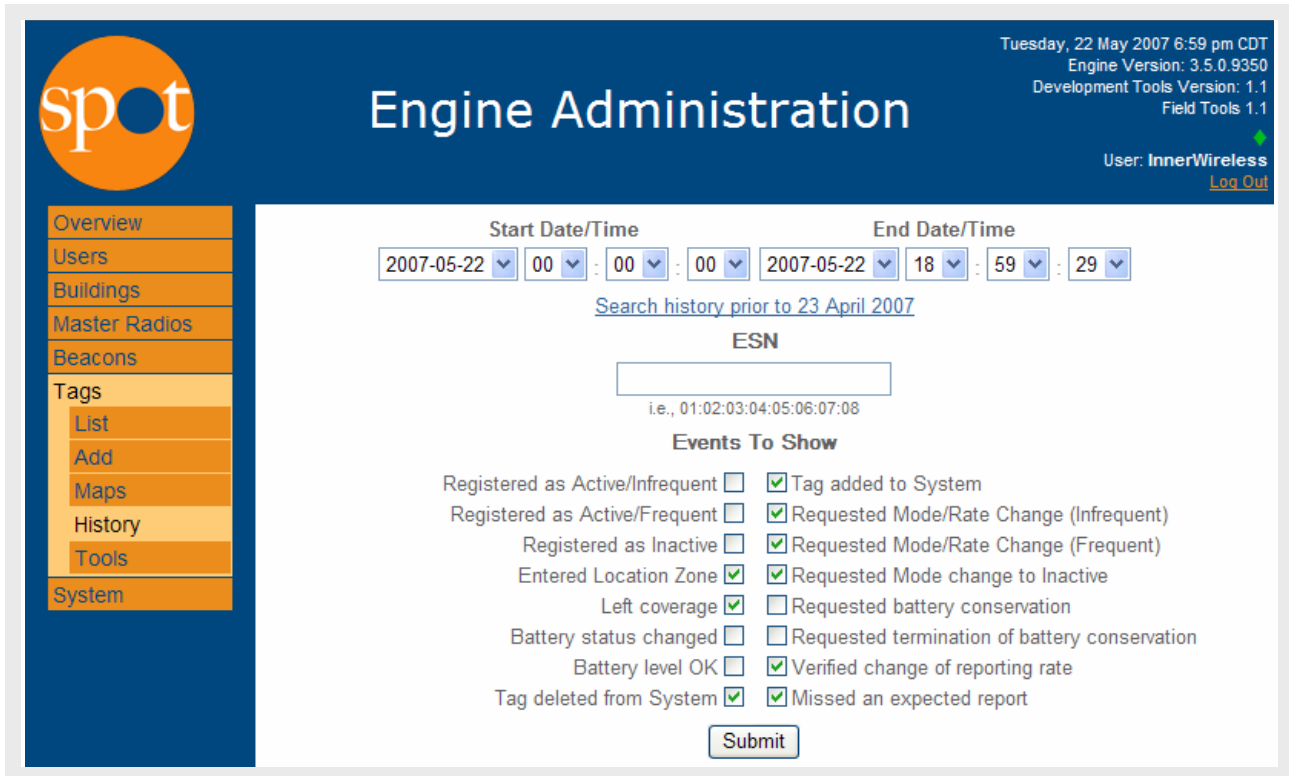 spot
Engine Administration
Tuesday, 22 May 2007 6:59 pm CDT
Engine Version: 3.5.0.9350
Development Tools Version: 1.1
Field Tools 1.1
User: InnerWireless
Log Out
Overview
Users
Buildings
Master Radios
Beacons
Tags
List
Add
Maps
History
Tools
System
Start Date/Time End Date/Time
2007-05-22 00 : 00 : 00 2007-05-22 18 : 59 : 29
Search history prior to 23 April 2007
ESN
i.e., 01:02:03:04:05:06:07:08
Events To Show
Registered as Active/Infrequent Tag added to System
Registered as Active/Frequent Requested Mode/Rate Change (Infrequent)
Registered as Inactive Requested Mode/Rate Change (Frequent)
Entered Location Zone Requested Mode change to Inactive
Left coverage Requested battery conservation
Battery status changed Requested termination of battery conservation
Battery level OK Verified change of reporting rate
Tag deleted from System Missed an expected report
Submit